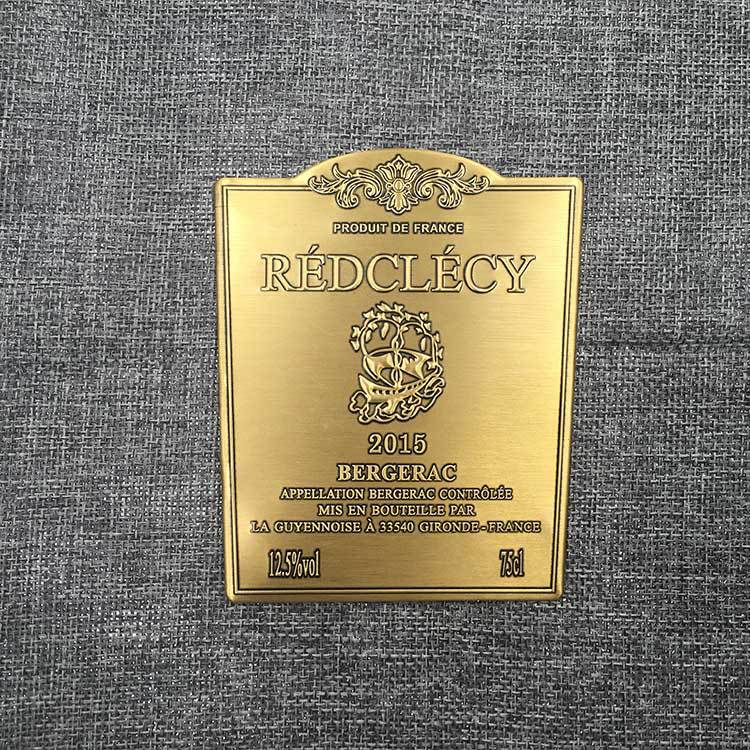 PRODUIT DE FRANCE
RÉDCLÉCY
2015
BERGERAC
APPELLATION BERGERAC CONTRÔLÉE
MIS EN BOUTEILLE PAR
LA GUYENNOISE À 33540 GIRONDE-FRANCE
12.5%vol 75cl